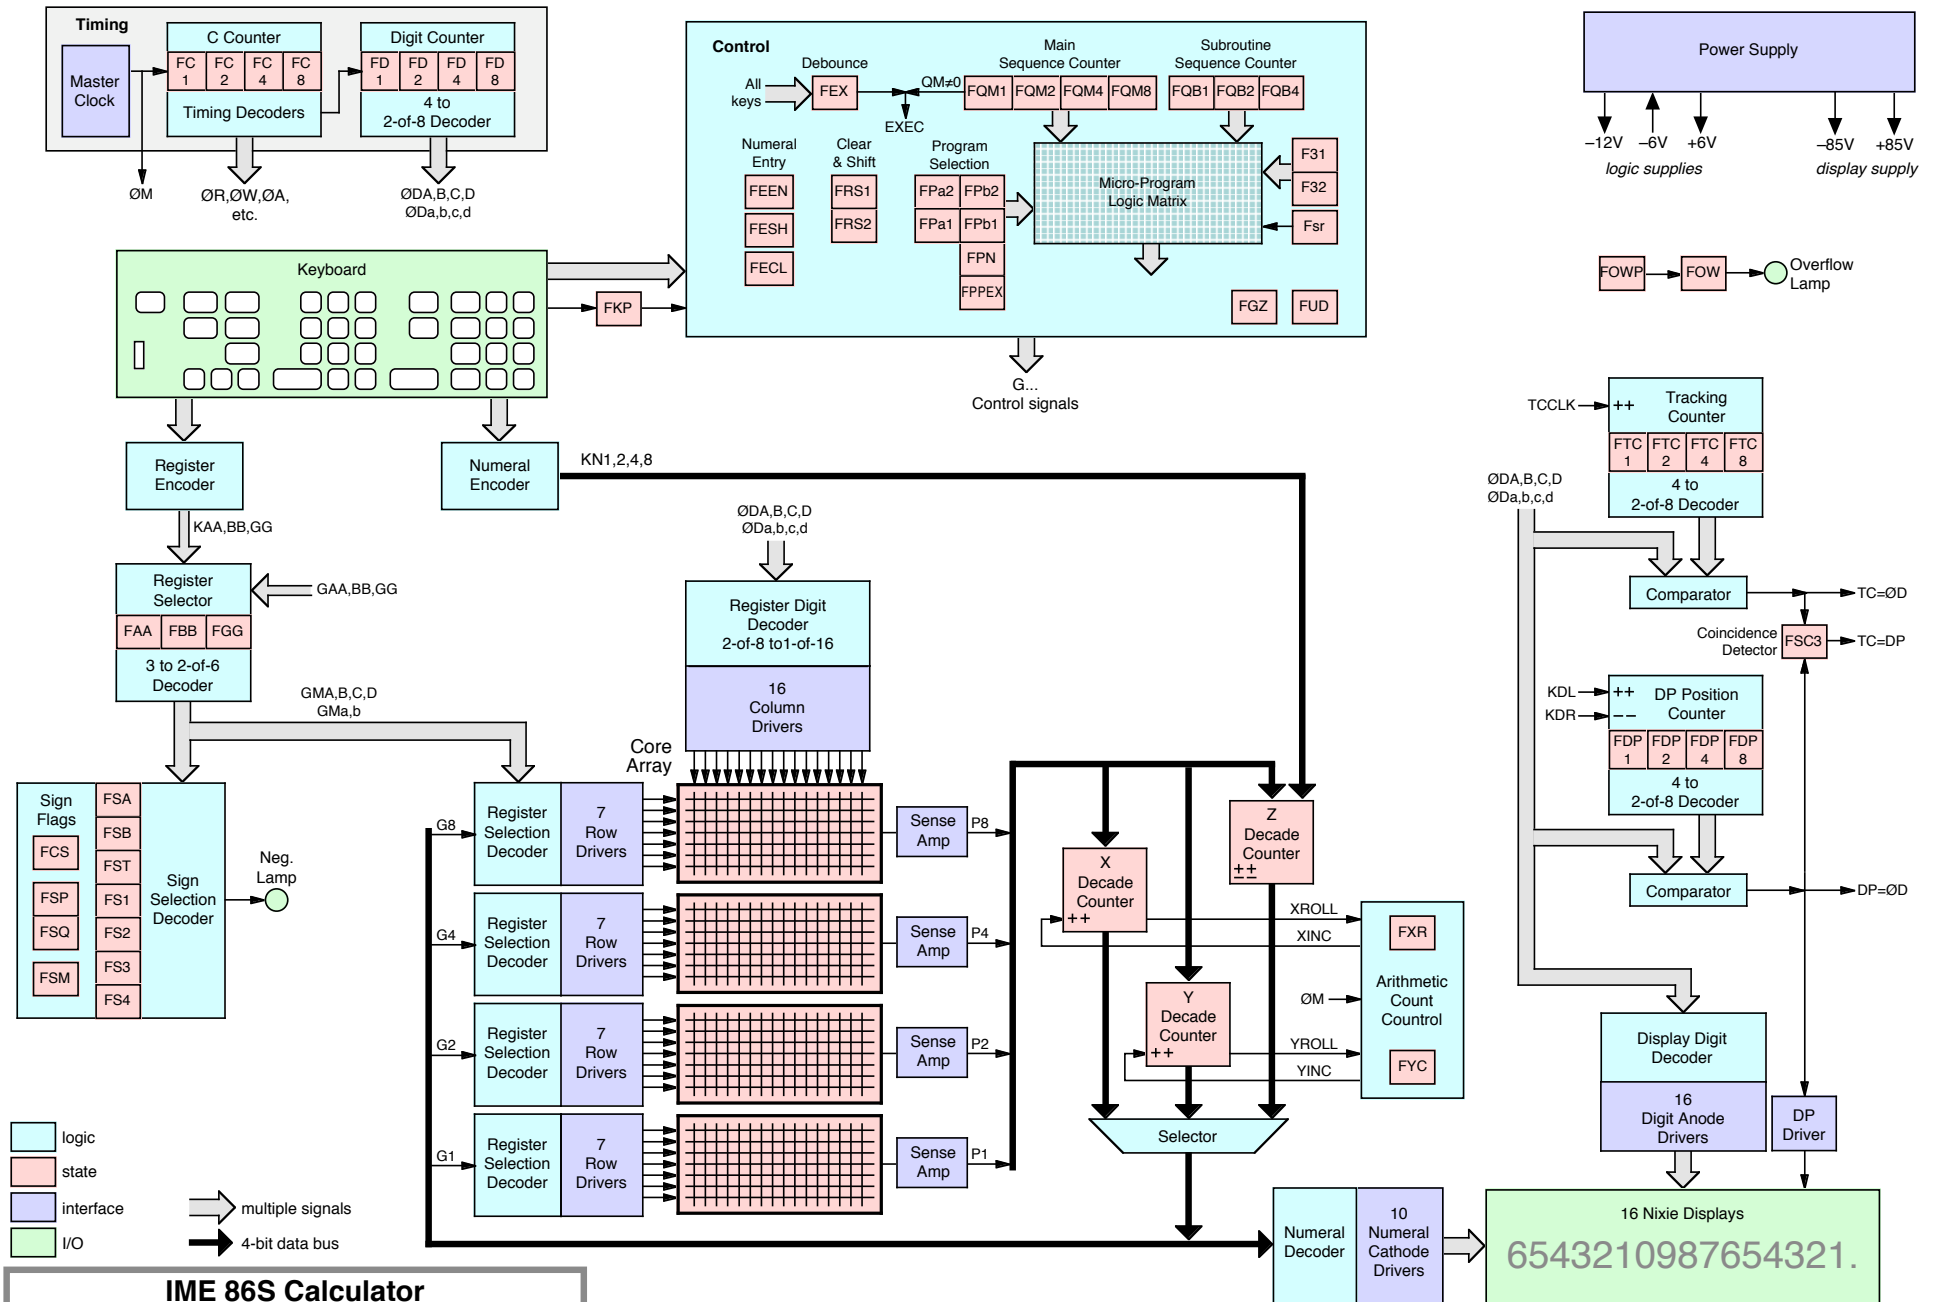 Timing
Master
Clock
C Counter
FC
1
FC
2
FC
4
FC
8
Timing Decoders
Digit Counter
FD
1
FD
2
FD
4
FD
8
4 to
2-of-8 Decoder
ØM
ØR,ØW,ØA,
etc.
ØDA,B,C,D
ØDa,b,c,d
Control
All
keys
Debounce
FEX
QM≠0
EXEC
Main
Sequence Counter
FQM1 FQM2 FQM4 FQM8
Subroutine
Sequence Counter
FQB1 FQB2 FQB4
Numeral
Entry
FEEN
FESH
FECL
Clear
& Shift
FRS1
FRS2
Program
Selection
FPa2 FPb2
FPa1 FPb1
FPN
FPPEX
Micro-Program
Logic Matrix
F31
F32
Fsr
FGZ FUD
G...
Control signals
Power Supply
–12V –6V +6V
logic supplies
–85V +85V
display supply
FOWP FOW
Overflow
Lamp
Keyboard
FKP
Register
Encoder
Numeral
Encoder
KN1,2,4,8
KAA,BB,GG
Register
Selector
GAA,BB,GG
FAA FBB FGG
3 to 2-of-6
Decoder
GMA,B,C,D
GMa,b
Sign
Flags
FCS
FSP
FSQ
FSM
FSA
FSB
FST
FS1
FS2
FS3
FS4
Sign
Selection
Decoder
Neg.
Lamp
ØDA,B,C,D
ØDa,b,c,d
Register Digit
Decoder
2-of-8 to1-of-16
16
Column
Drivers
Core
Array
G8
Register
Selection
Decoder
7
Row
Drivers
Sense
Amp
P8
G4
Register
Selection
Decoder
7
Row
Drivers
Sense
Amp
P4
G2
Register
Selection
Decoder
7
Row
Drivers
Sense
Amp
P2
G1
Register
Selection
Decoder
7
Row
Drivers
Sense
Amp
P1
X
Decade
Counter
++
Y
Decade
Counter
++
Z
Decade
Counter
++
––
XROLL
XINC
ØM
YROLL
YINC
FXR
Arithmetic
Count
Countrol
FYC
Selector
TCCLK
++ Tracking
Counter
FTC
1
FTC
2
FTC
4
FTC
8
4 to
2-of-8 Decoder
ØDA,B,C,D
ØDa,b,c,d
Comparator
TC=ØD
Coincidence
Detector
FSC3
TC=DP
KDL
KDR
++ DP Position
–– Counter
FDP
1
FDP
2
FDP
4
FDP
8
4 to
2-of-8 Decoder
Comparator
DP=ØD
Display Digit
Decoder
16
Digit Anode
Drivers
DP
Driver
Numeral
Decoder
10
Numeral
Cathode
Drivers
16 Nixie Displays
6543210987654321.
logic
state
interface
I/O
multiple signals
4-bit data bus
IME 86S Calculator